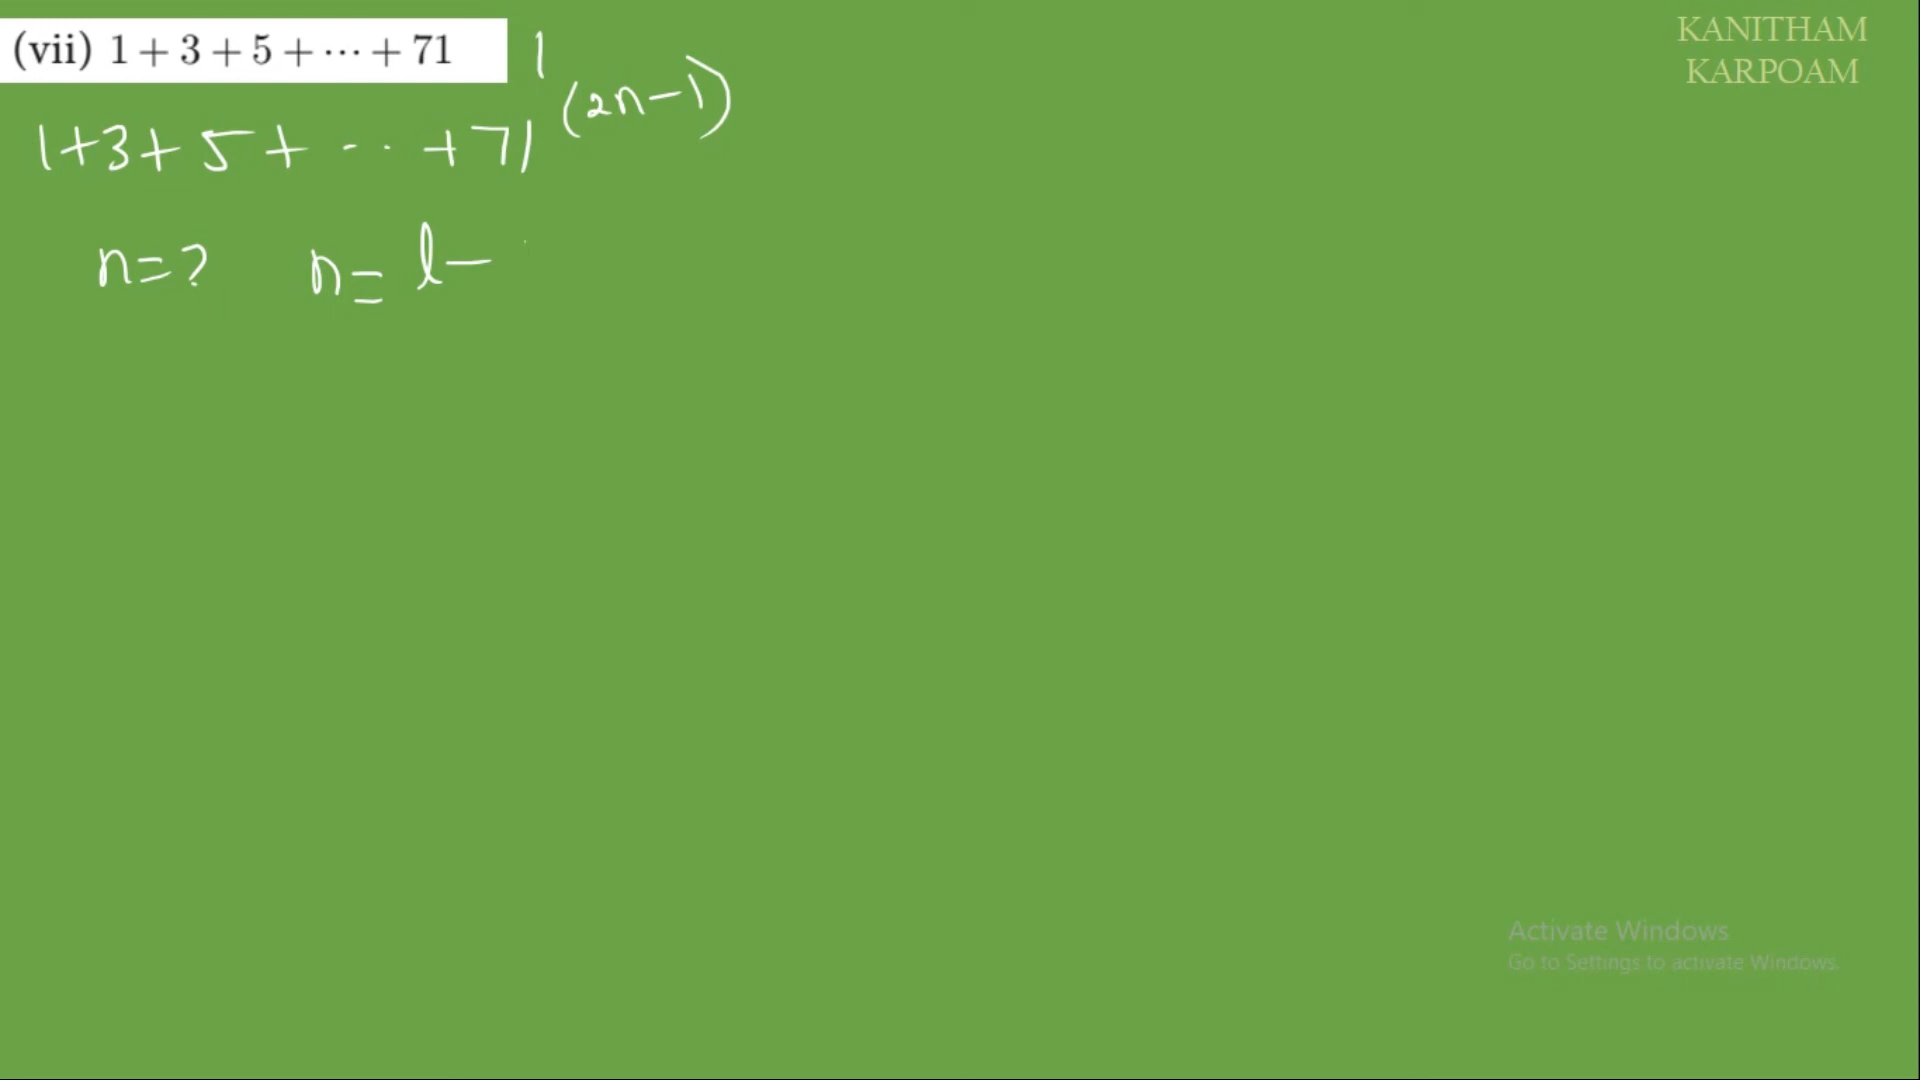 (vii) 1 + 3 + 5 + ⋯ + 71
1
(2n-1)
1+3+5+ ... +71
n=?
n= l-
KANITHAM
KARPOAM
Activate Windows
Go to Settings to activate Windows.